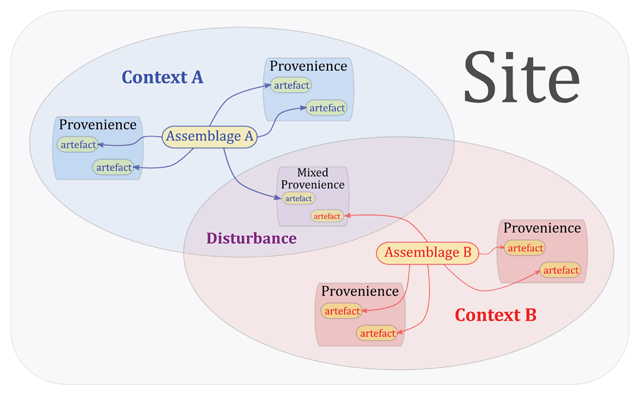 Site
Context A
Provenience
artefact
artefact
Provenience
artefact
artefact
Assemblage A
Mixed
Provenience
artefact
artefact
Disturbance
Assemblage B
Provenience
artefact
artefact
Provenience
artefact
artefact
Context B